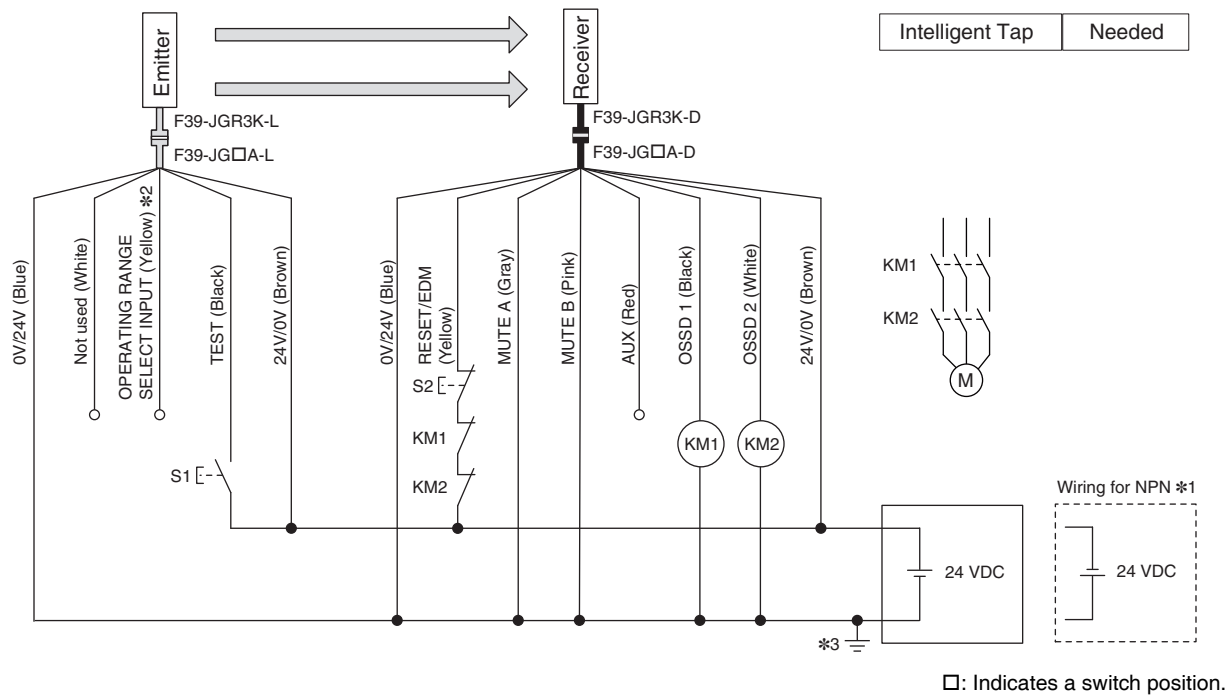 Emitter
Receiver
Intelligent Tap
Needed
F39-JGR3K-L
F39-JG□A-L
F39-JGR3K-D
F39-JG□A-D
0V/24V (Blue)
Not used (White)
OPERATING RANGE
SELECT INPUT (Yellow) *2
TEST (Black)
24V/0V (Brown)
0V/24V (Blue)
RESET/EDM
(Yellow)
MUTE A (Gray)
MUTE B (Pink)
AUX (Red)
OSSD 1 (Black)
OSSD 2 (White)
24V/0V (Brown)
KM1
KM2
M
S2
KM1
KM2
KM1
KM2
S1
Wiring for NPN *1
24 VDC
24 VDC
*3
□: Indicates a switch position.